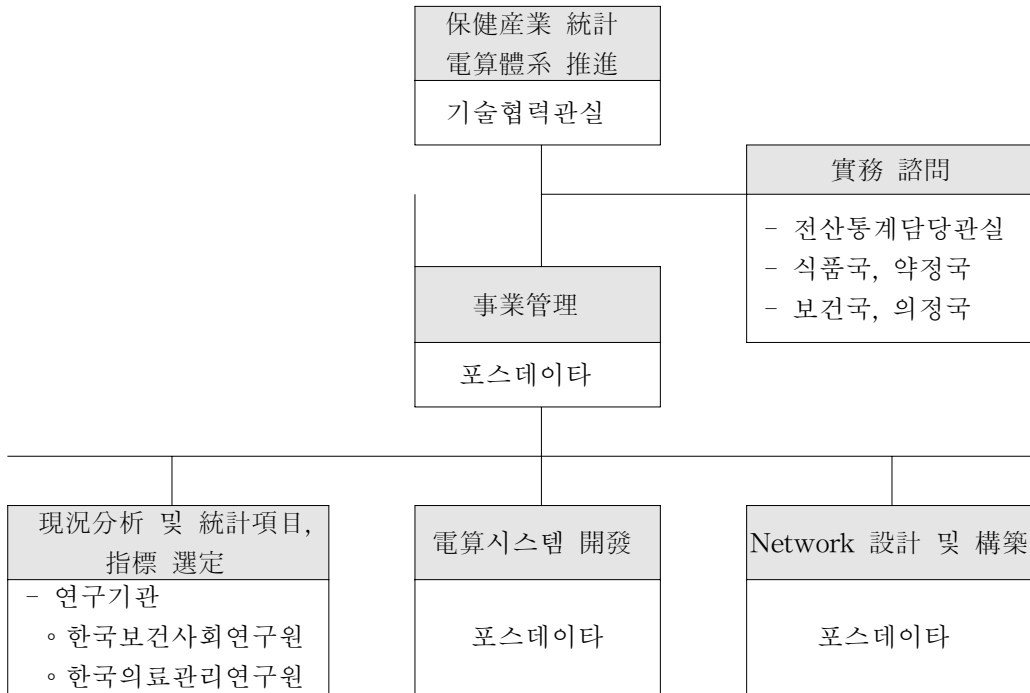 保健産業 統計
電算體系 推進
기술협력관실
實務 諮問
- 전산통계담당관실
- 식품국, 약정국
- 보건국, 의정국
事業管理
포스데이타
現況分析 및 統計項目,
指標 選定
- 연구기관
◦한국보건사회연구원
◦한국의료관리연구원
電算시스템 開發
포스데이타
Network 設計 및 構築
포스데이타